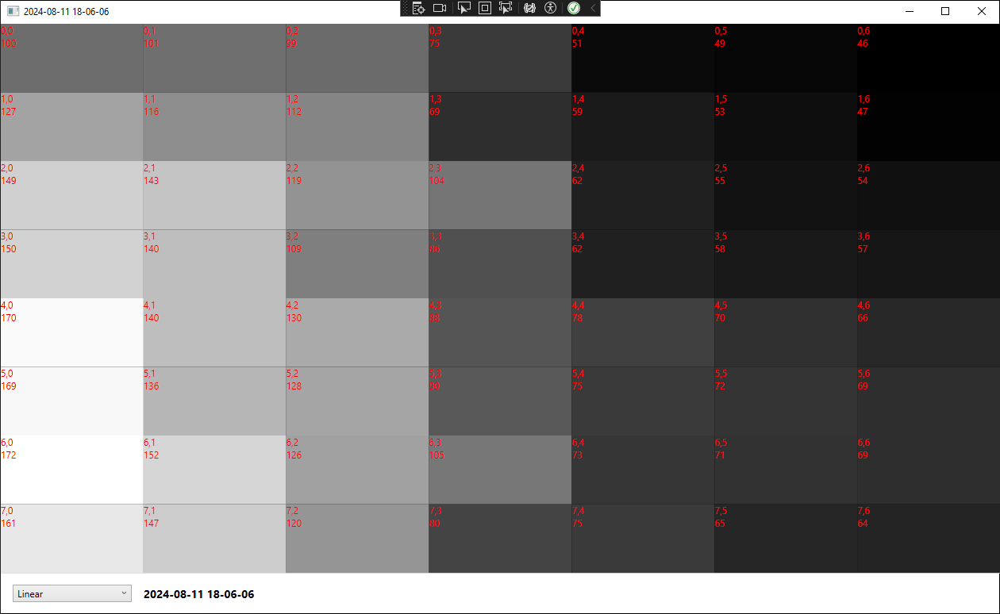 2024-08-11 18-06-06
0,0 0,1 0,2 0,3 0,4 0,5 0,6
100 101 99 75 51 49 46
1,0 1,1 1,2 1,3 1,4 1,5 1,6
127 116 112 69 59 53 47
2,0 2,1 2,2 2,3 2,4 2,5 2,6
149 143 119 104 62 55 54
3,0 3,1 3,2 3,3 3,4 3,5 3,6
150 140 109 86 62 58 57
4,0 4,1 4,2 4,3 4,4 4,5 4,6
170 140 130 88 78 70 66
5,0 5,1 5,2 5,3 5,4 5,5 5,6
169 136 128 90 75 72 69
6,0 6,1 6,2 6,3 6,4 6,5 6,6
172 152 126 105 73 71 69
7,0 7,1 7,2 7,3 7,4 7,5 7,6
161 147 120 80 75 65 64
Linear 2024-08-11 18-06-06